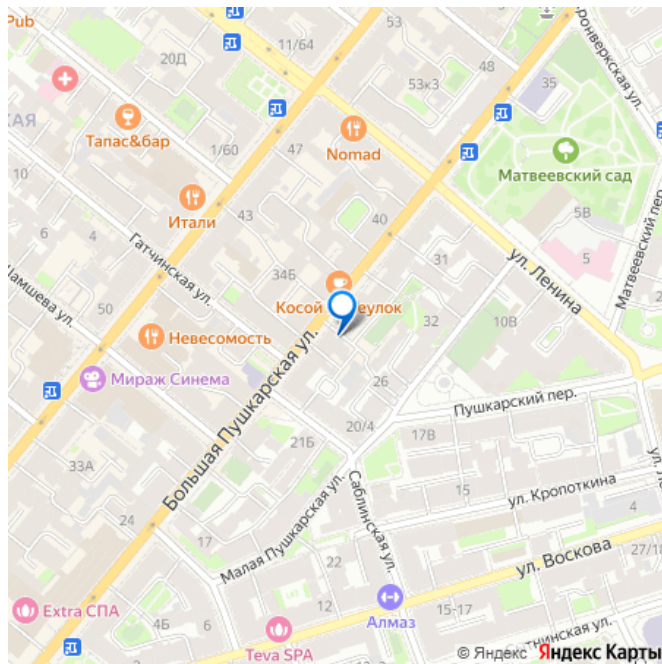 Pub
11/64
20Д
53к3
48
35
КАЯ
Тапас&бар
Nomad
47
1/60
Матвеевский сад
10
Итали
43
40
5В
6
4
Гатчинская ул.
ул. Ленина
Матвеевский пер.
34Б
31
5
50
Косой
еулок
32
10В
Невесомость
Мираж Синема
26
Большая Пушкарская ул.
Пушкарский пер.
21Б
20/4
17В
33А
15
ул. Кропоткина
24
Саблинская ул.
4
17
Малая Пушкарская ул.
22
ул. Воскова
27/18
Extra СПА
4Б
6
12
Алмаз
15-17
Teva SPA
© Яндекс Яндекс Карты